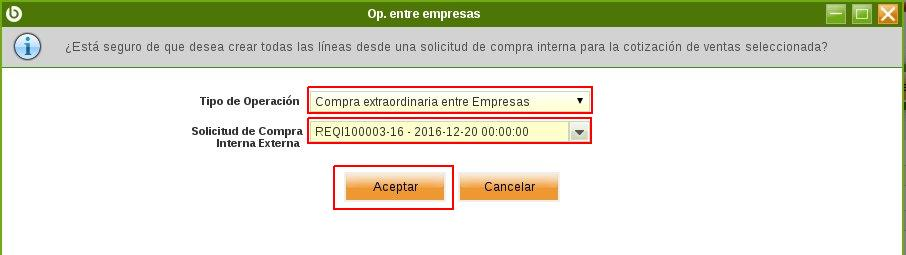 Op. entre empresas
¿Está seguro de que desea crear todas las líneas desde una solicitud de compra interna para la cotización de ventas seleccionada?
Tipo de Operación Compra extraordinaria entre Empresas
Solicitud de Compra REQI100003-16 - 2016-12-20 00:00:00
Interna Externa
Aceptar Cancelar